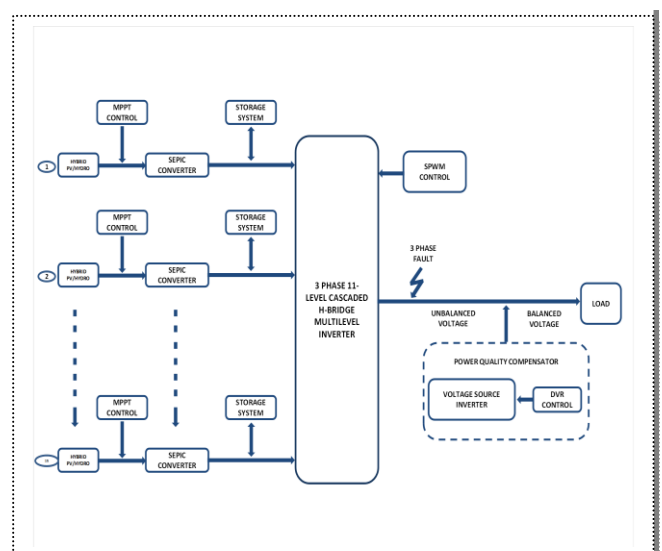 MPPT
CONTROL
STORAGE
SYSTEM
1
HYBRID
PV/HYDRO
SEPIC
CONVERTER
SPWM
CONTROL
MPPT
CONTROL
STORAGE
SYSTEM
2
HYBRID
PV/HYDRO
SEPIC
CONVERTER
3 PHASE 11-
LEVEL CASCADED
H-BRIDGE
MULTILEVEL
INVERTER
3 PHASE
FAULT
UNBALANCED
VOLTAGE
BALANCED
VOLTAGE
LOAD
POWER QUALITY COMPENSATOR
VOLTAGE SOURCE
INVERTER
DVR
CONTROL
MPPT
CONTROL
STORAGE
SYSTEM
HYBRID
PV/HYDRO
SEPIC
CONVERTER